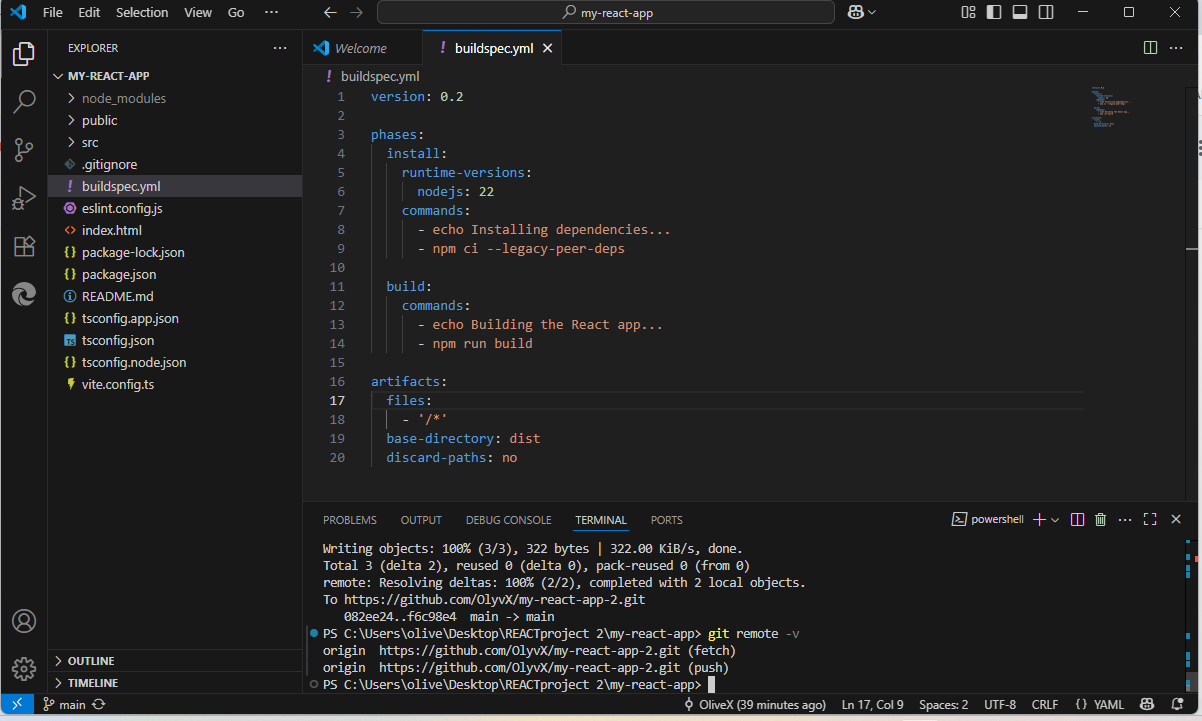 File Edit Selection View Go ··· my-react-app
EXPLORER ···
MY-REACT-APP
node_modules
public
src
.gitignore
! buildspec.yml
eslint.config.js
<> index.html
{} package-lock.json
{} package.json
README.md
{} tsconfig.app.json
TS tsconfig.json
{} tsconfig.node.json
vite.config.ts
OUTLINE
TIMELINE
Welcome ! buildspec.yml ···
! buildspec.yml
1 version: 0.2
2
3 phases:
4 install:
5 runtime-versions:
6 nodejs: 22
7 commands:
8 - echo Installing dependencies...
9 - npm ci --legacy-peer-deps
10
11 build:
12 commands:
13 - echo Building the React app...
14 - npm run build
15
16 artifacts:
17 files:
18 - '/*'
19 base-directory: dist
20 discard-paths: no
PROBLEMS OUTPUT DEBUG CONSOLE TERMINAL PORTS powershell ···
Writing objects: 100% (3/3), 322 bytes | 322.00 KiB/s, done.
Total 3 (delta 2), reused 0 (delta 0), pack-reused 0 (from 0)
remote: Resolving deltas: 100% (2/2), completed with 2 local objects.
To https://github.com/OlyvX/my-react-app-2.git
082ee24..f6c98e4 main -> main
PS C:\Users\olive\Desktop\REACTproject 2\my-react-app> git remote -v
origin https://github.com/OlyvX/my-react-app-2.git (fetch)
origin https://github.com/OlyvX/my-react-app-2.git (push)
PS C:\Users\olive\Desktop\REACTproject 2\my-react-app>
main OliveX (39 minutes ago) Ln 17, Col 9 Spaces: 2 UTF-8 CRLF {} YAML